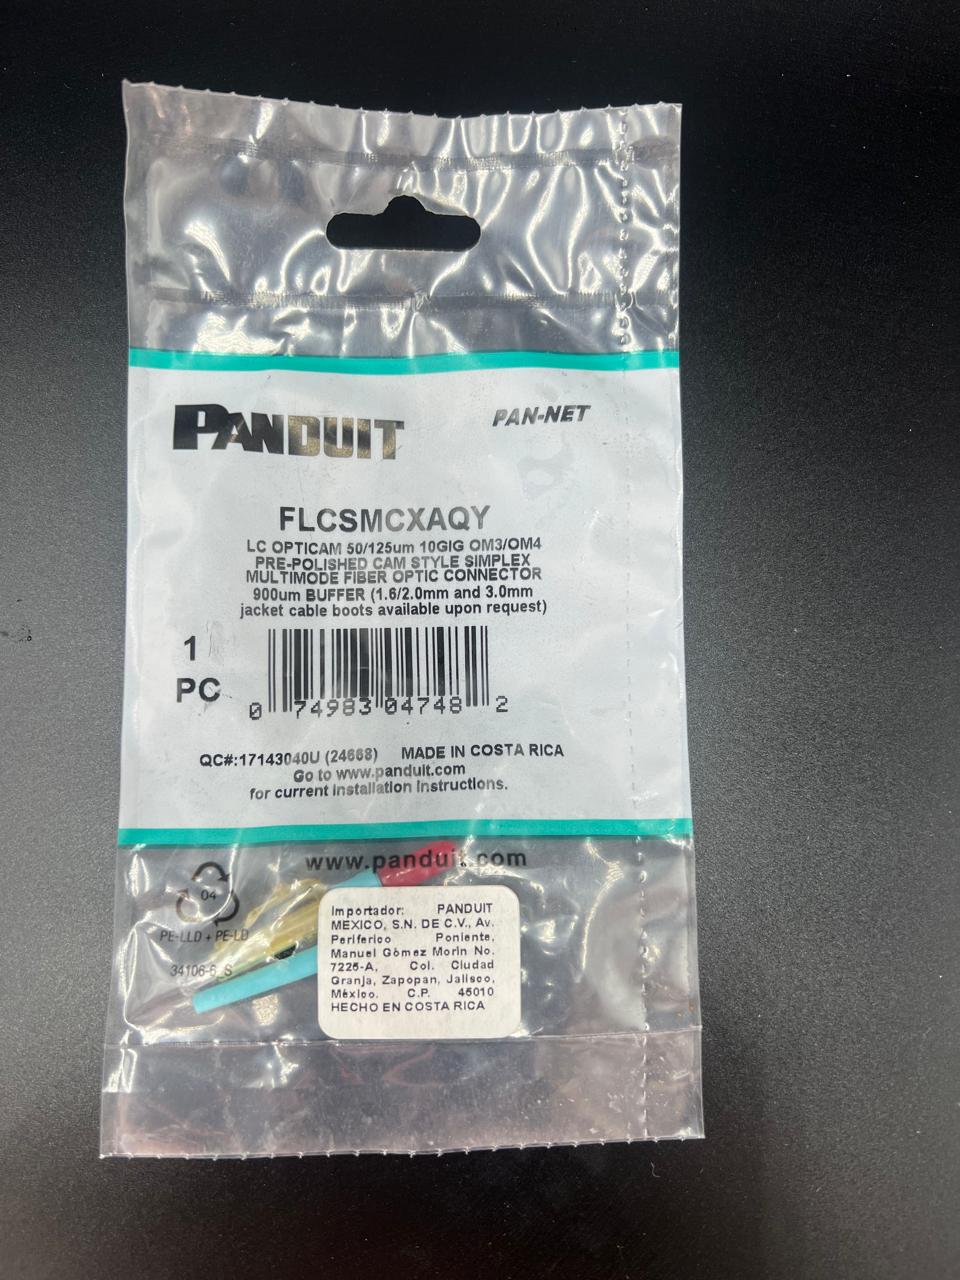 PANDUIT
PAN-NET
FLCSMCXAQY
LC OPTICAM 50/125um 10GIG OM3/OM4
PRE-POLISHED CAM STYLE SIMPLEX
MULTIMODE FIBER OPTIC CONNECTOR
900um BUFFER (1.6/2.0mm and 3.0mm
jacket cable boots available upon request)
1
PC
0 74983 04748 2
QC#:17143040U (24668) MADE IN COSTA RICA
Go to www.panduit.com
for current installation instructions.
www.panduit.com
04
PE-LLD + PE-LD
34106-6_S
Importador: PANDUIT
MEXICO, S.N. DE C.V., Av.
Periferico Poniente,
Manuel Gómez Morin No.
7225-A, Col. Ciudad
Granja, Zapopan, Jalisco,
México. C.P. 45010
HECHO EN COSTA RICA